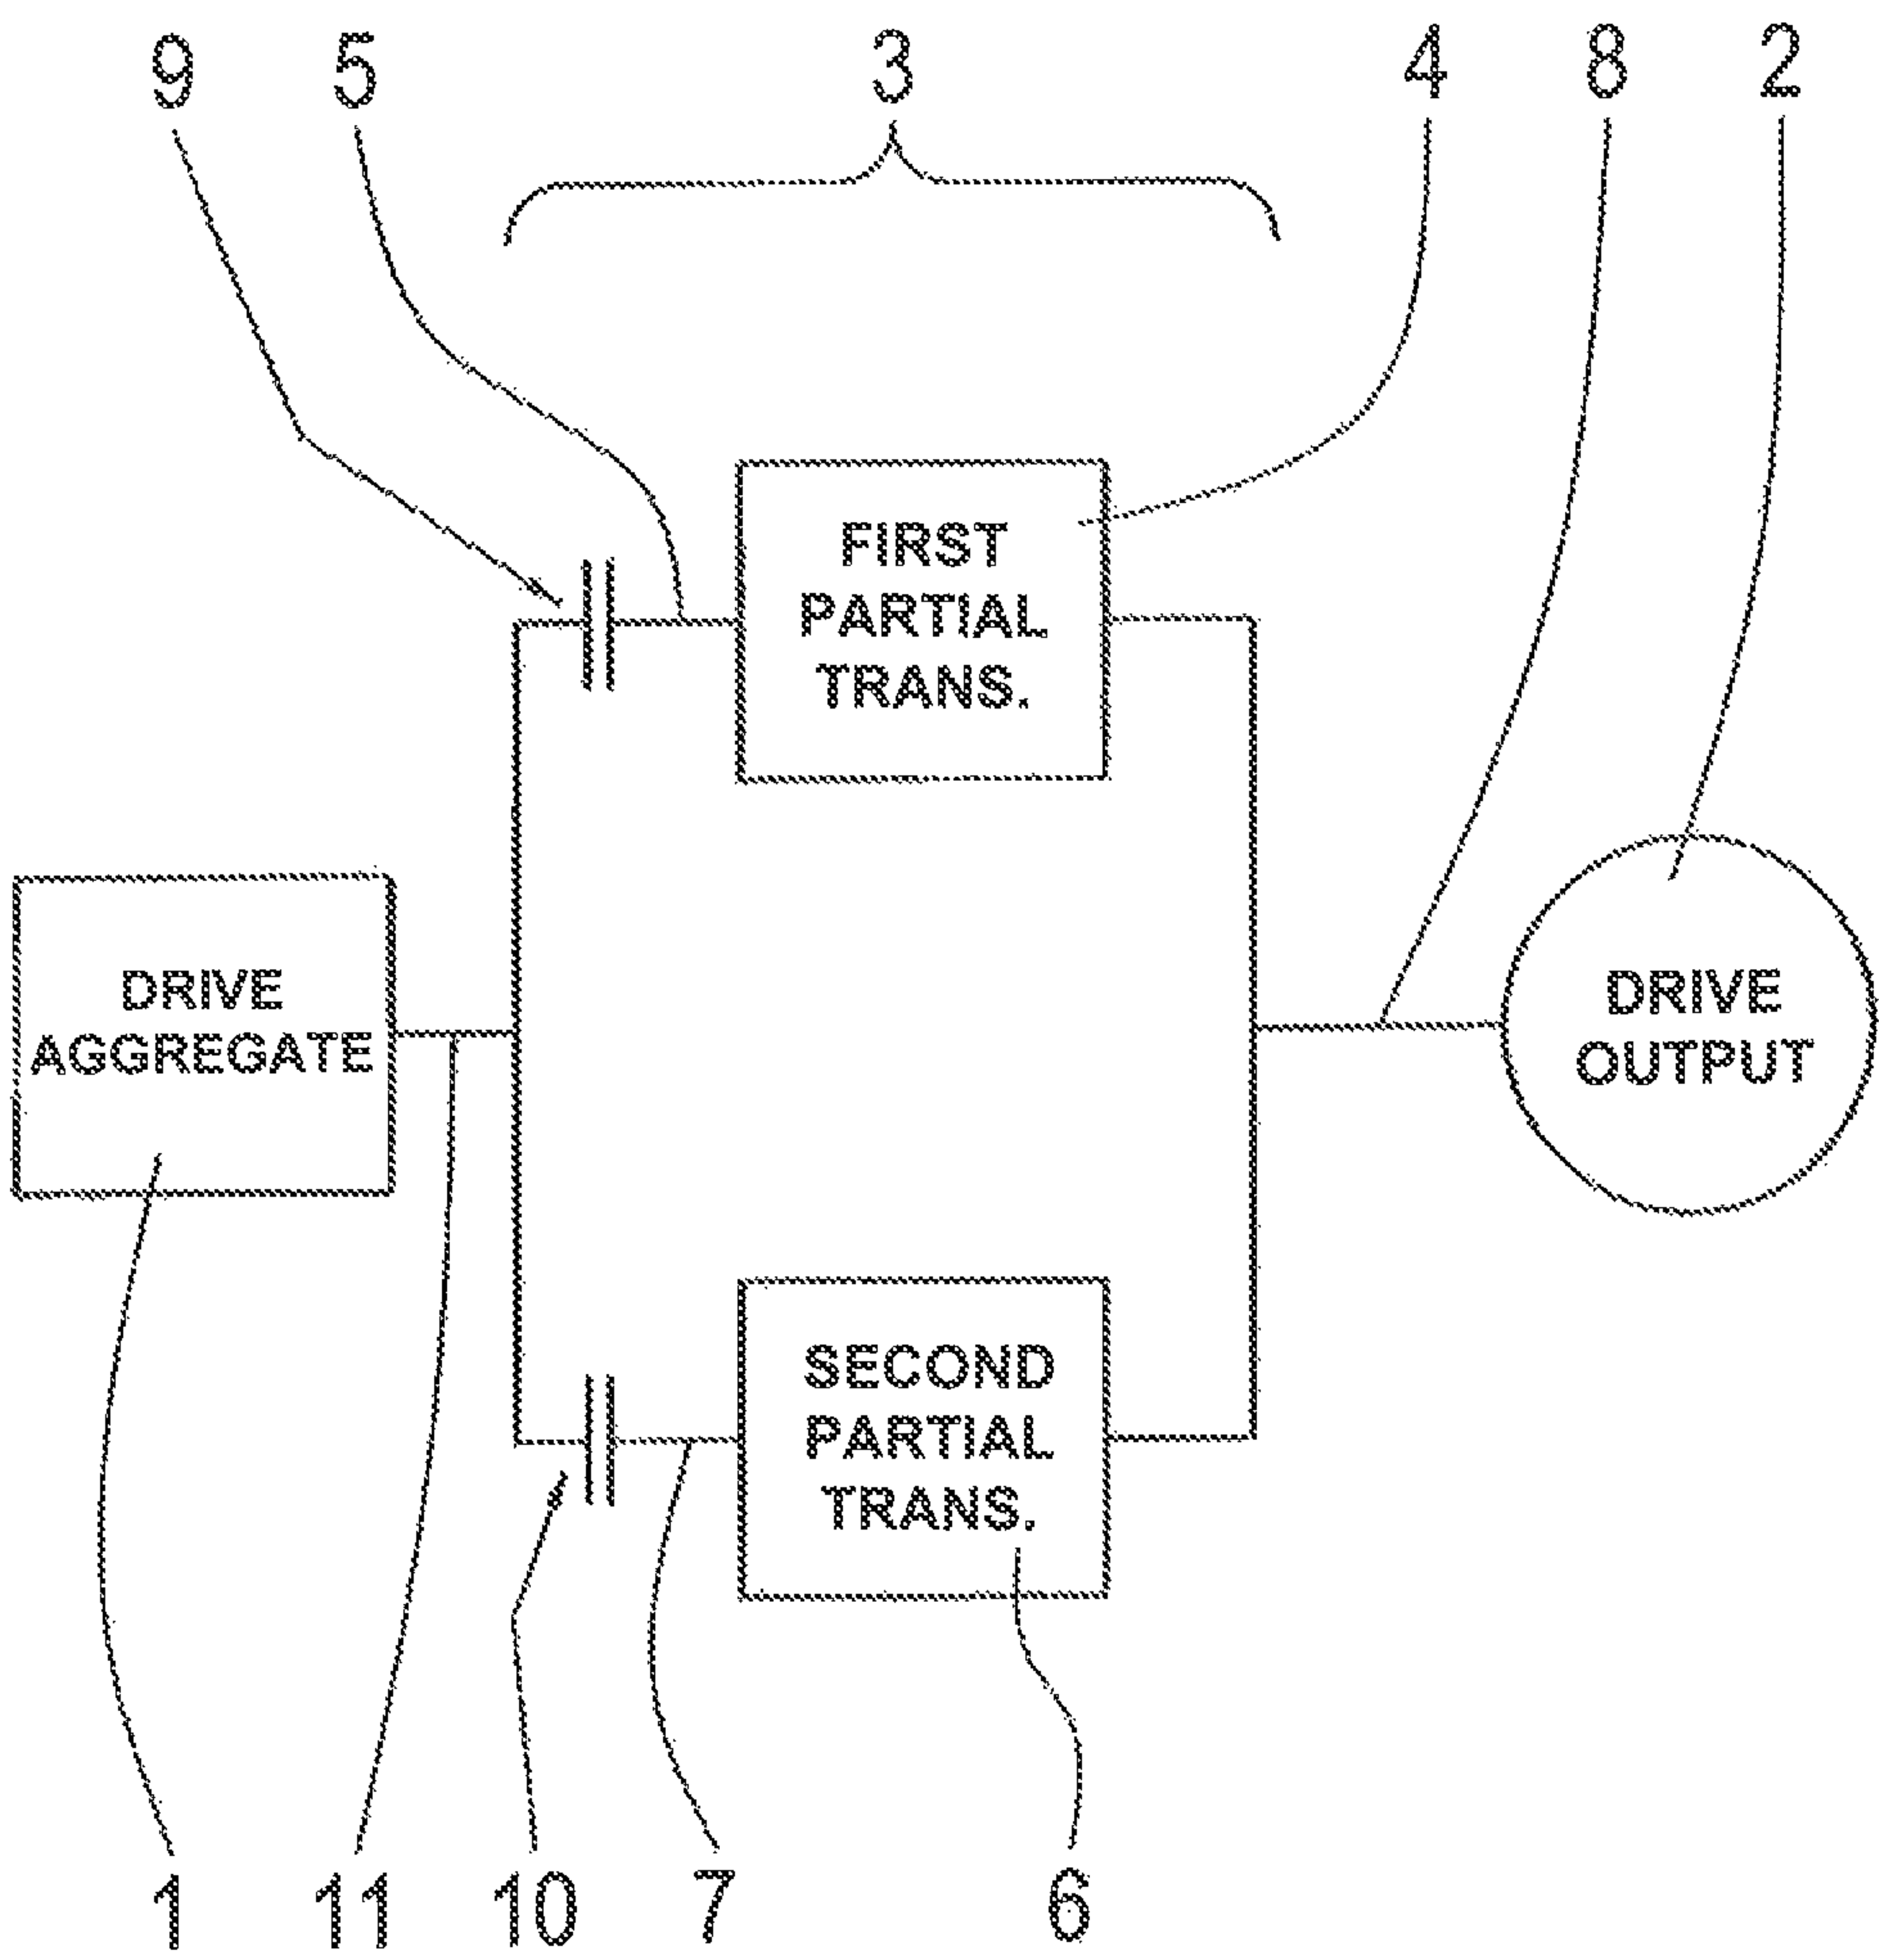 9 5 3 4 8 2
FIRST
PARTIAL
TRANS.
DRIVE
AGGREGATE
DRIVE
OUTPUT
SECOND
PARTIAL
TRANS.
1 11 10 7 6